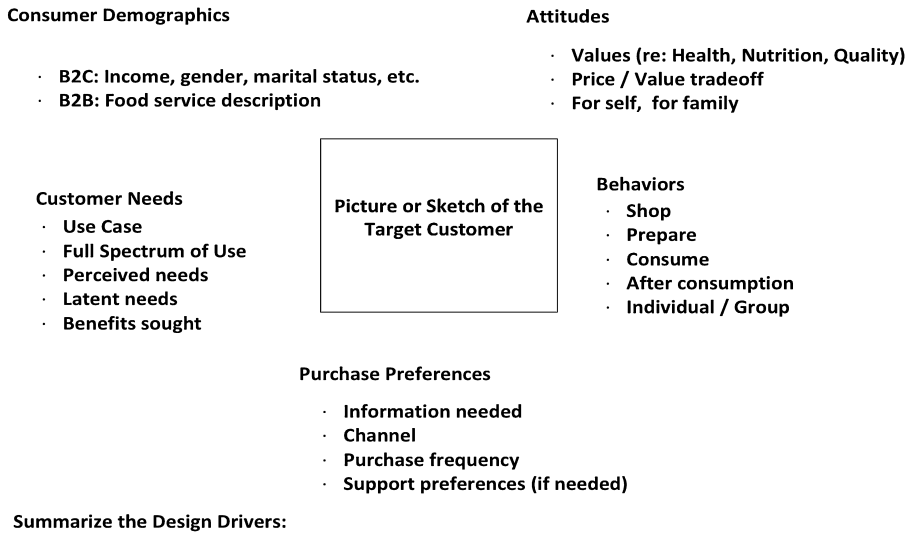 Consumer Demographics
· B2C: Income, gender, marital status, etc.
· B2B: Food service description
Attitudes
· Values (re: Health, Nutrition, Quality)
· Price / Value tradeoff
· For self,  for family
Customer Needs
· Use Case
· Full Spectrum of Use
· Perceived needs
· Latent needs
· Benefits sought
Picture or Sketch of the
Target Customer
Behaviors
· Shop
· Prepare
· Consume
· After consumption
· Individual / Group
Purchase Preferences
· Information needed
· Channel
· Purchase frequency
· Support preferences (if needed)
Summarize the Design Drivers: